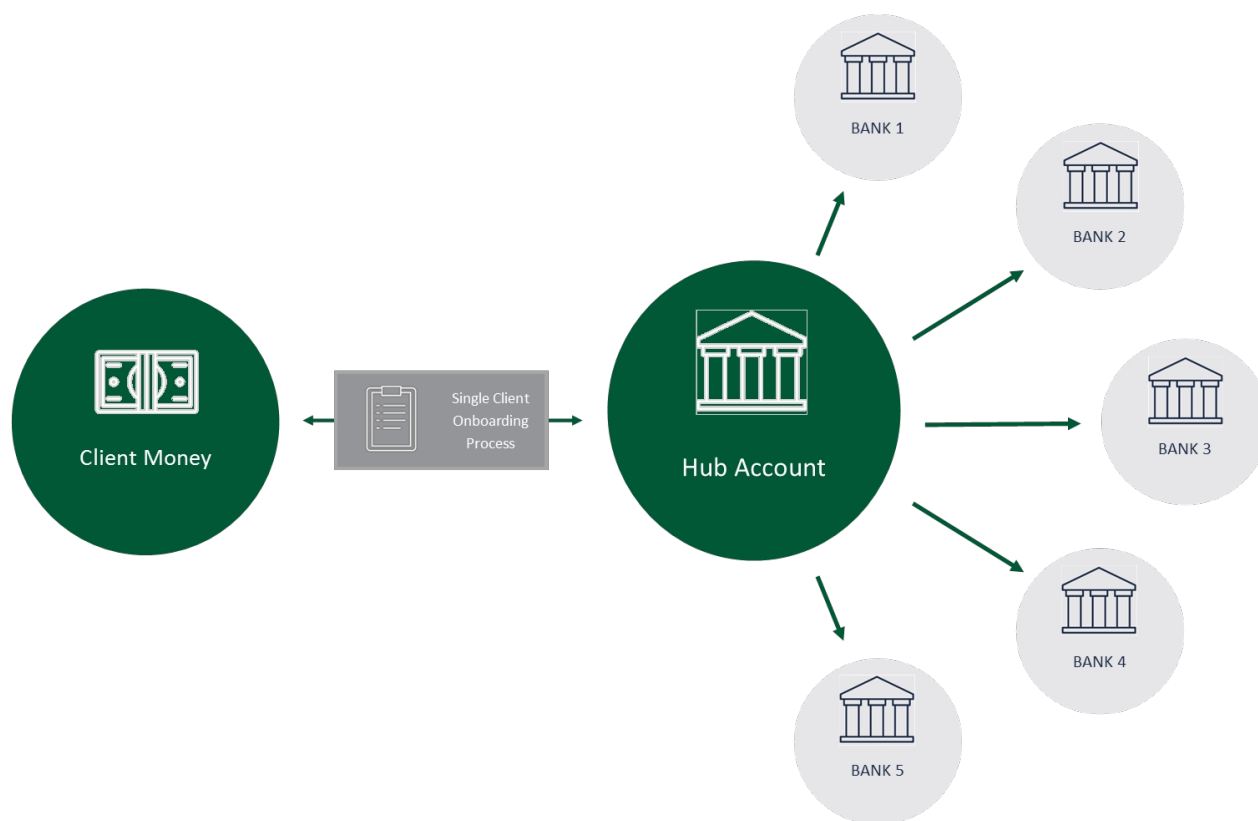 Client Money
Single Client
Onboarding
Process
Hub Account
BANK 1
BANK 2
BANK 3
BANK 4
BANK 5